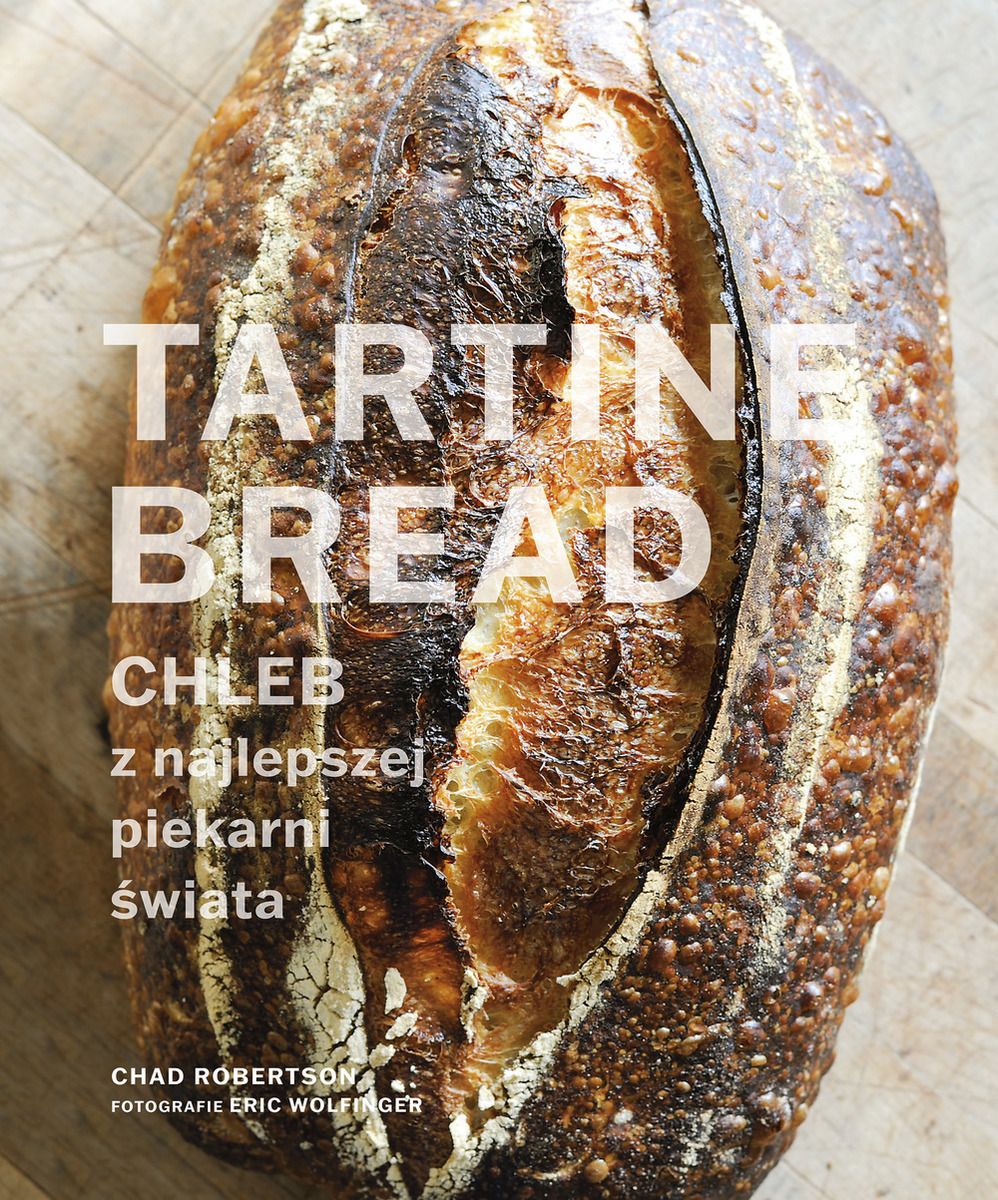 TARTINE
BREAD
CHLEB
z najlepszej
piekarni
świata
CHAD ROBERTSON
FOTOGRAFIE ERIC WOLFINGER